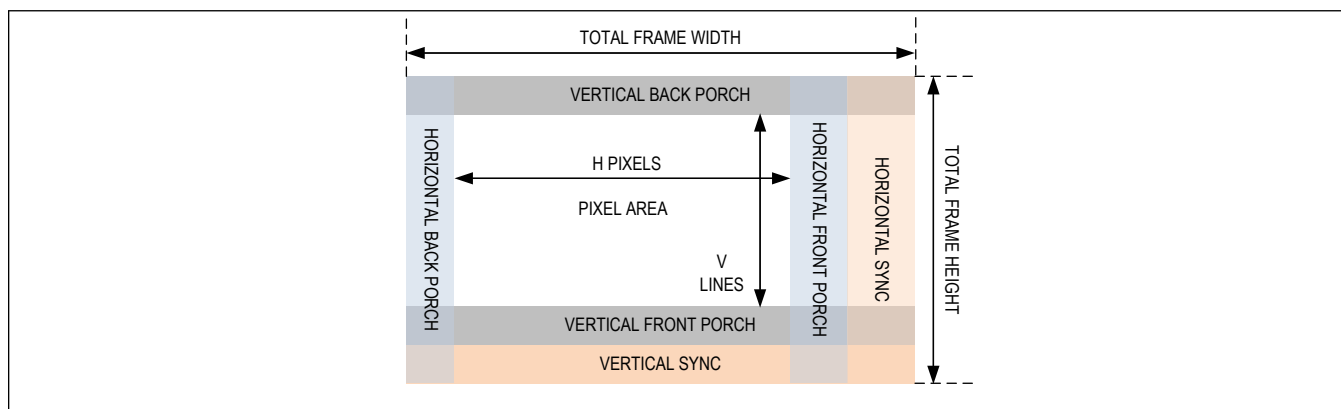 TOTAL FRAME WIDTH
VERTICAL BACK PORCH
HORIZONTAL BACK PORCH
H PIXELS
PIXEL AREA
V
LINES
HORIZONTAL FRONT PORCH
HORIZONTAL SYNC
TOTAL FRAME HEIGHT
VERTICAL FRONT PORCH
VERTICAL SYNC